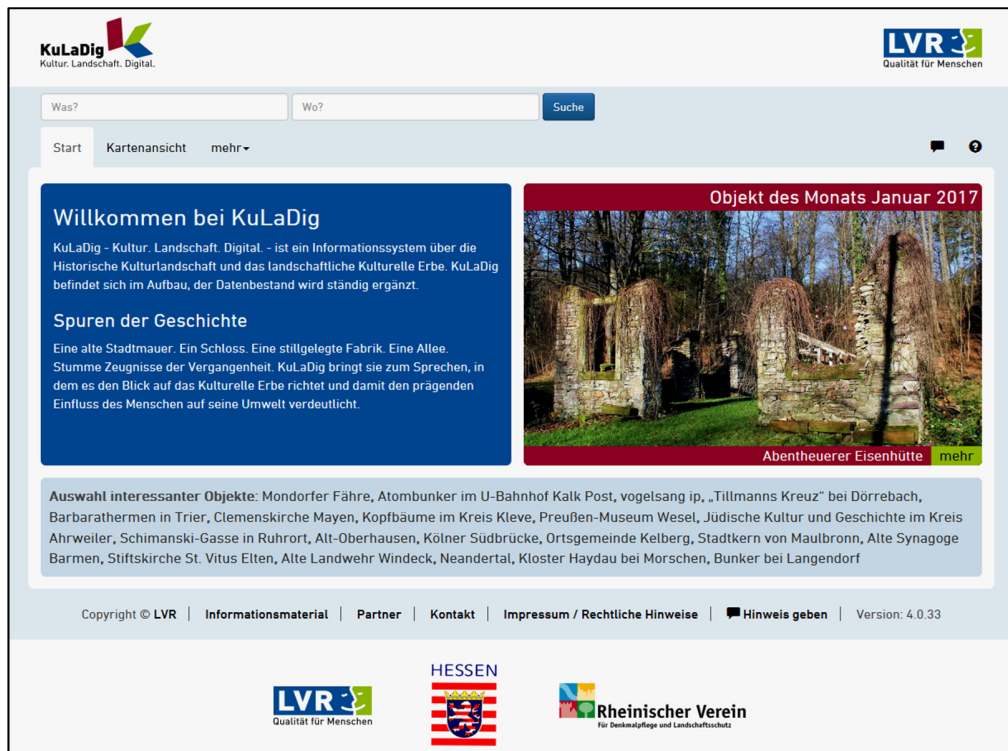 KuLaDig
Kultur. Landschaft. Digital.
LVR
Qualität für Menschen
Was? Wo? Suche
Start Kartenansicht mehr
Willkommen bei KuLaDig
KuLaDig - Kultur. Landschaft. Digital. - ist ein Informationssystem über die
Historische Kulturlandschaft und das landschaftliche Kulturelle Erbe. KuLaDig
befindet sich im Aufbau, der Datenbestand wird ständig ergänzt.
Spuren der Geschichte
Eine alte Stadtmauer. Ein Schloss. Eine stillgelegte Fabrik. Eine Allee.
Stumme Zeugnisse der Vergangenheit. KuLaDig bringt sie zum Sprechen, in
dem es den Blick auf das Kulturelle Erbe richtet und damit den prägenden
Einfluss des Menschen auf seine Umwelt verdeutlicht.
Objekt des Monats Januar 2017
Abentheuerer Eisenhütte mehr
Auswahl interessanter Objekte: Mondorfer Fähre, Atombunker im U-Bahnhof Kalk Post, vogelsang ip, „Tillmanns Kreuz“ bei Dörrebach,
Barbarathermen in Trier, Clemenskirche Mayen, Kopfbäume im Kreis Kleve, Preußen-Museum Wesel, Jüdische Kultur und Geschichte im Kreis
Ahrweiler, Schimanski-Gasse in Ruhrort, Alt-Oberhausen, Kölner Südbrücke, Ortsgemeinde Kelberg, Stadtkern von Maulbronn, Alte Synagoge
Barmen, Stiftskirche St. Vitus Elten, Alte Landwehr Windeck, Neandertal, Kloster Haydau bei Morschen, Bunker bei Langendorf
Copyright © LVR | Informationsmaterial | Partner | Kontakt | Impressum / Rechtliche Hinweise | Hinweis geben | Version: 4.0.33
LVR
Qualität für Menschen
HESSEN
Rheinischer Verein
Für Denkmalpflege und Landschaftsschutz